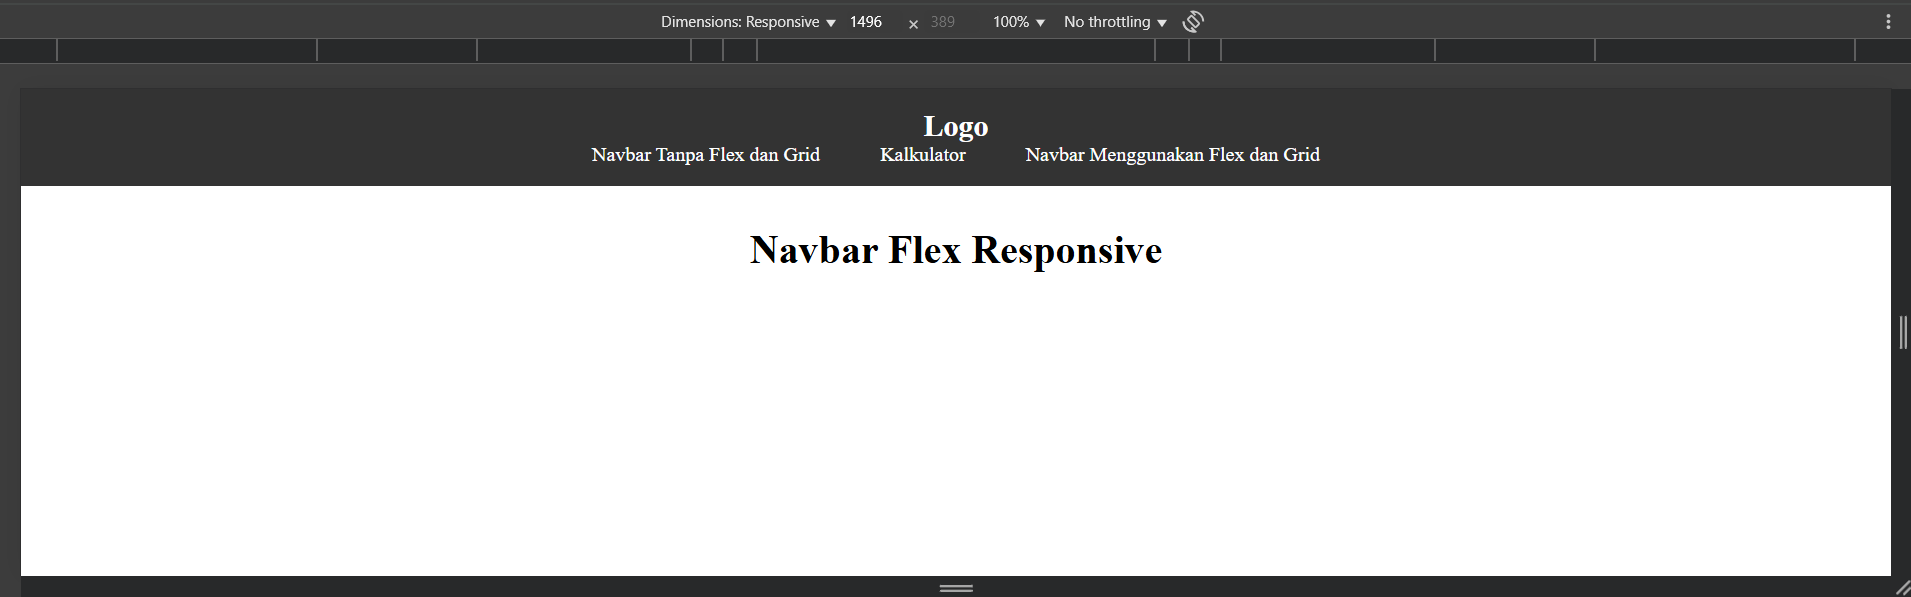 Dimensions: Responsive 1496 × 389 100% No throttling
Logo
Navbar Tanpa Flex dan Grid Kalkulator Navbar Menggunakan Flex dan Grid
Navbar Flex Responsive